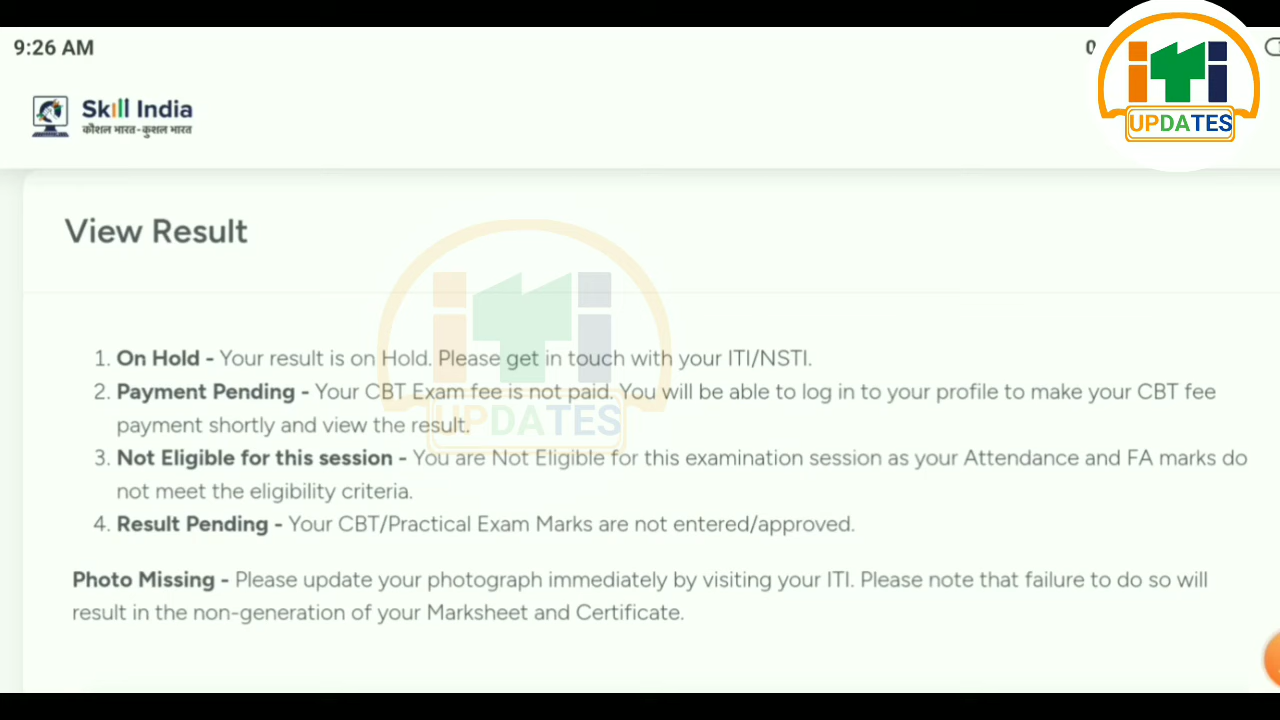 9:26 AM
Skill India
कौशल भारत-कुशल भारत
iTi
UPDATES
View Result
iTi
UPDATES
1. On Hold - Your result is on Hold. Please get in touch with your ITI/NSTI.
2. Payment Pending - Your CBT Exam fee is not paid. You will be able to log in to your profile to make your CBT fee
payment shortly and view the result.
3. Not Eligible for this session - You are Not Eligible for this examination session as your Attendance and FA marks do
not meet the eligibility criteria.
4. Result Pending - Your CBT/Practical Exam Marks are not entered/approved.
Photo Missing - Please update your photograph immediately by visiting your ITI. Please note that failure to do so will
result in the non-generation of your Marksheet and Certificate.